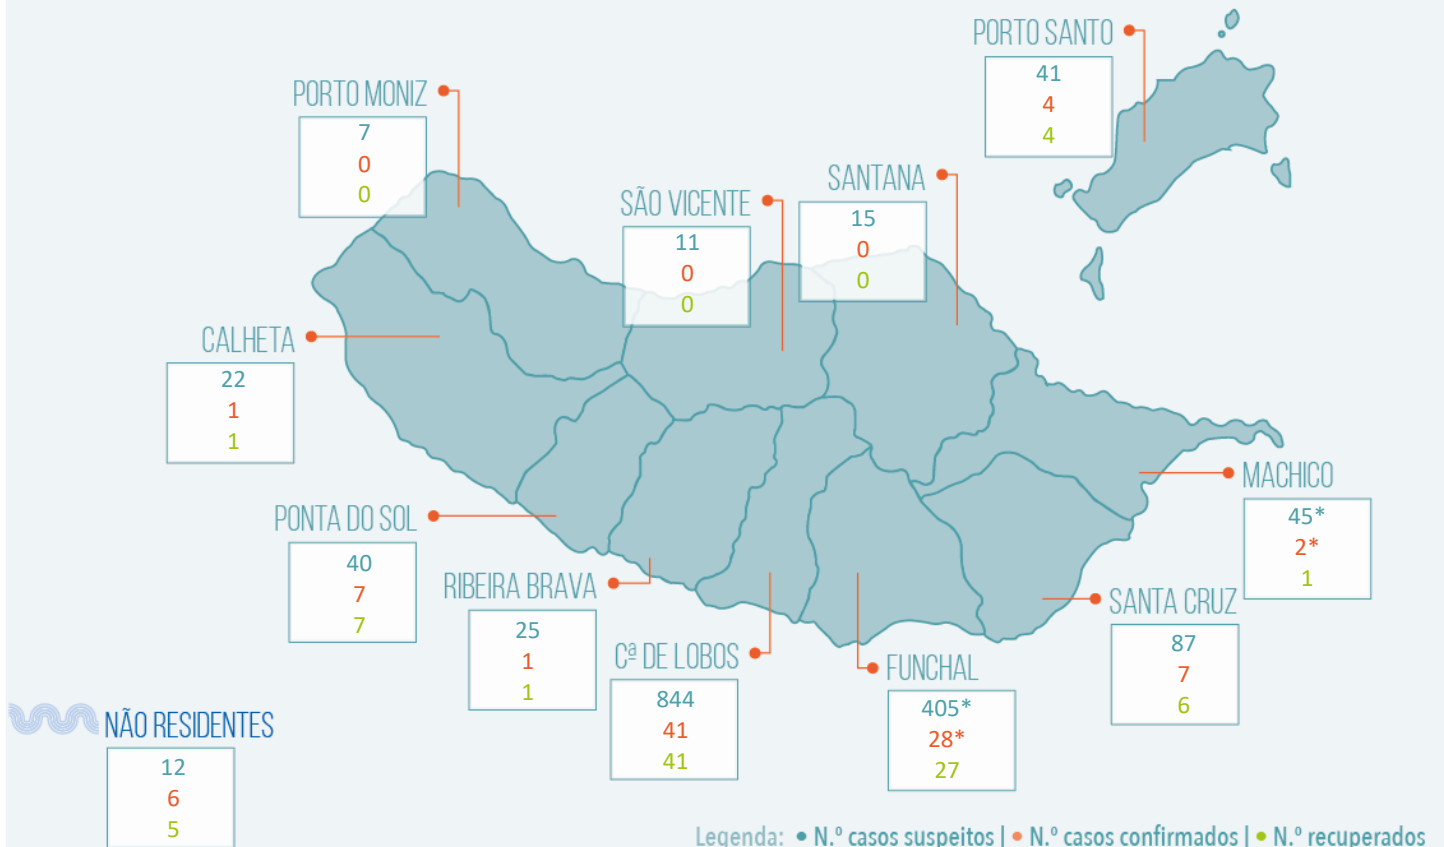 PORTO SANTO
41
4
4
PORTO MONIZ
7
0
0
SANTANA
15
0
0
SÃO VICENTE
11
0
0
CALHETA
22
1
1
MACHICO
45*
2*
1
PONTA DO SOL
40
7
7
RIBEIRA BRAVA
25
1
1
SANTA CRUZ
87
7
6
Cª DE LOBOS
844
41
41
FUNCHAL
405*
28*
27
NÃO RESIDENTES
12
6
5
Legenda: • N.º casos suspeitos | • N.º casos confirmados | • N.º recuperados